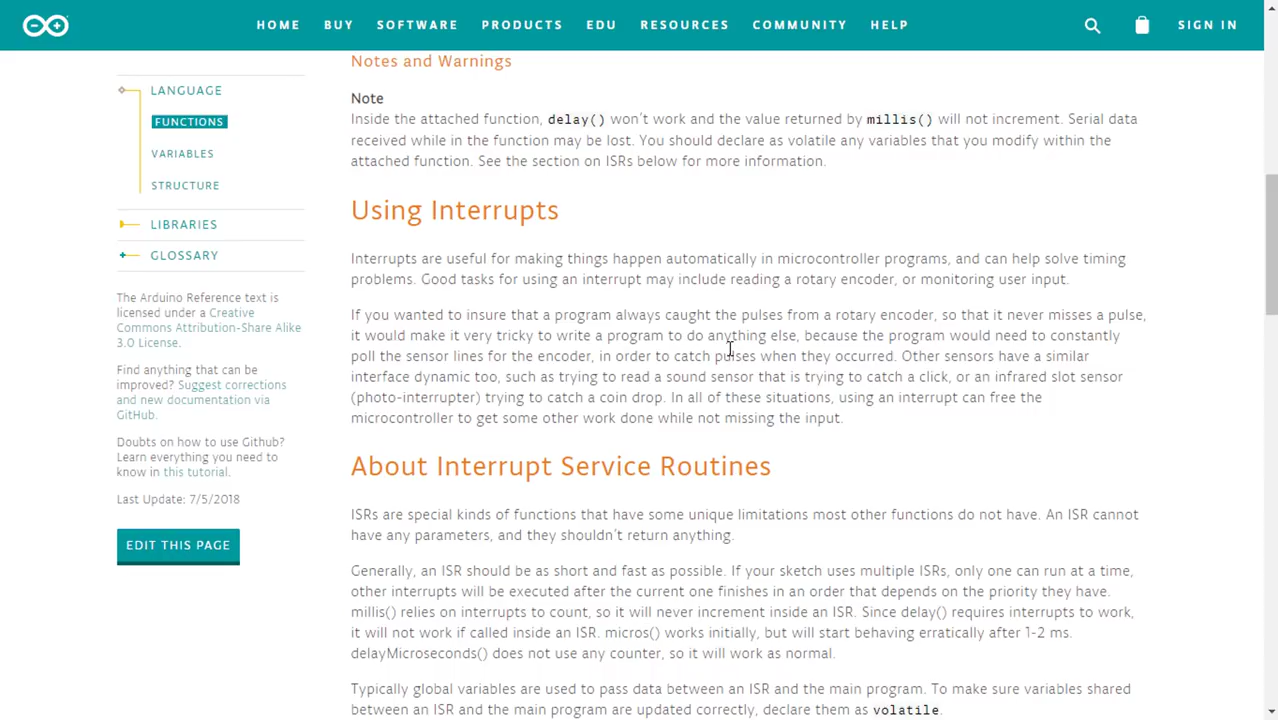 HOME BUY SOFTWARE PRODUCTS EDU RESOURCES COMMUNITY HELP SIGN IN
LANGUAGE
FUNCTIONS
VARIABLES
STRUCTURE
LIBRARIES
GLOSSARY
The Arduino Reference text is
licensed under a Creative
Commons Attribution-Share Alike
3.0 License.
Find anything that can be
improved? Suggest corrections
and new documentation via
GitHub.
Doubts on how to use Github?
Learn everything you need to
know in this tutorial.
Last Update: 7/5/2018
EDIT THIS PAGE
Notes and Warnings
Note
Inside the attached function, delay() won't work and the value returned by millis() will not increment. Serial data
received while in the function may be lost. You should declare as volatile any variables that you modify within the
attached function. See the section on ISRs below for more information.
Using Interrupts
Interrupts are useful for making things happen automatically in microcontroller programs, and can help solve timing
problems. Good tasks for using an interrupt may include reading a rotary encoder, or monitoring user input.
If you wanted to insure that a program always caught the pulses from a rotary encoder, so that it never misses a pulse,
it would make it very tricky to write a program to do anything else, because the program would need to constantly
poll the sensor lines for the encoder, in order to catch pulses when they occurred. Other sensors have a similar
interface dynamic too, such as trying to read a sound sensor that is trying to catch a click, or an infrared slot sensor
(photo-interrupter) trying to catch a coin drop. In all of these situations, using an interrupt can free the
microcontroller to get some other work done while not missing the input.
About Interrupt Service Routines
ISRs are special kinds of functions that have some unique limitations most other functions do not have. An ISR cannot
have any parameters, and they shouldn't return anything.
Generally, an ISR should be as short and fast as possible. If your sketch uses multiple ISRs, only one can run at a time,
other interrupts will be executed after the current one finishes in an order that depends on the priority they have.
millis() relies on interrupts to count, so it will never increment inside an ISR. Since delay() requires interrupts to work,
it will not work if called inside an ISR. micros() works initially, but will start behaving erratically after 1-2 ms.
delayMicroseconds() does not use any counter, so it will work as normal.
Typically global variables are used to pass data between an ISR and the main program. To make sure variables shared
between an ISR and the main program are updated correctly, declare them as volatile.